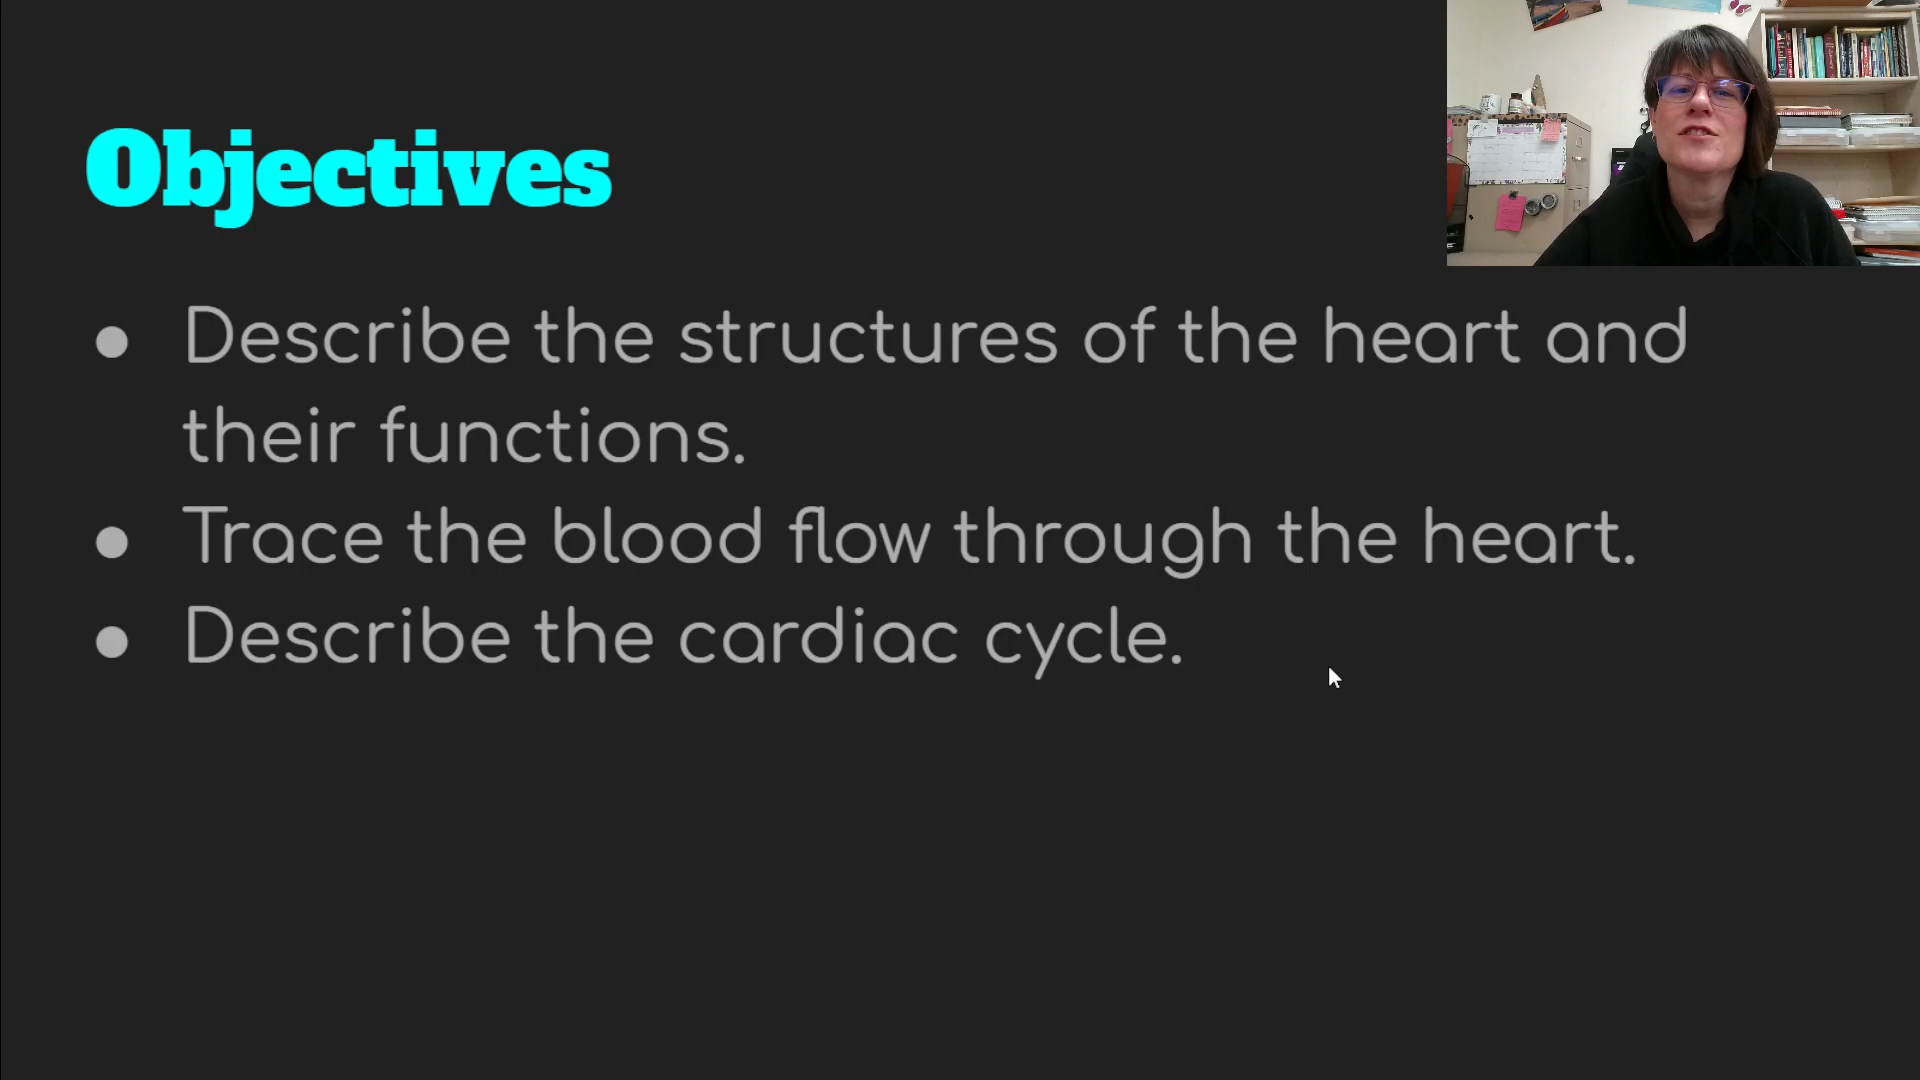 Objectives
● Describe the structures of the heart and
their functions.
● Trace the blood flow through the heart.
● Describe the cardiac cycle.